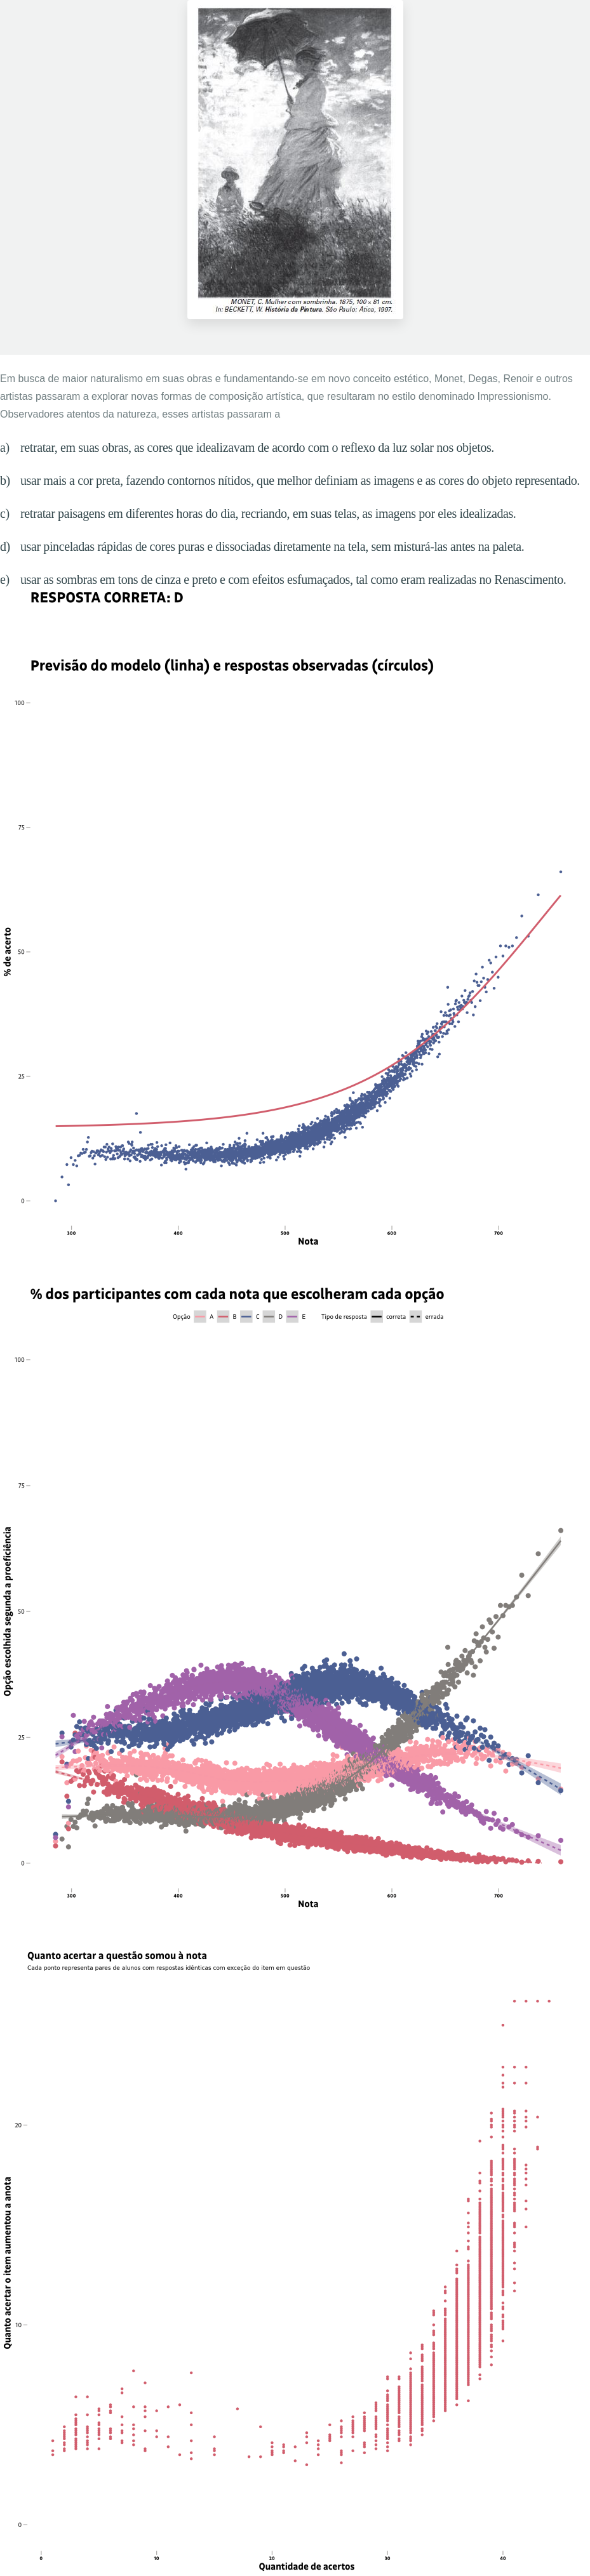 MONET, C. Mulher com sombrinha. 1875, 100 x 81 cm.
In: BECKETT, W. História da Pintura. São Paulo: Ática, 1997.
Em busca de maior naturalismo em suas obras e fundamentando-se em novo conceito estético, Monet, Degas, Renoir e outros
artistas passaram a explorar novas formas de composição artística, que resultaram no estilo denominado Impressionismo.
Observadores atentos da natureza, esses artistas passaram a
a) retratar, em suas obras, as cores que idealizavam de acordo com o reflexo da luz solar nos objetos.
b) usar mais a cor preta, fazendo contornos nítidos, que melhor definiam as imagens e as cores do objeto representado.
c) retratar paisagens em diferentes horas do dia, recriando, em suas telas, as imagens por eles idealizadas.
d) usar pinceladas rápidas de cores puras e dissociadas diretamente na tela, sem misturá-las antes na paleta.
e) usar as sombras em tons de cinza e preto e com efeitos esfumaçados, tal como eram realizadas no Renascimento.
RESPOSTA CORRETA: D
Previsão do modelo (linha) e respostas observadas (círculos)
100
75
% de acerto
50
25
0
300 400 500 600 700
Nota
% dos participantes com cada nota que escolheram cada opção
Opção A B C D E Tipo de resposta correta errada
100
75
Opção escolhida segunda a proeficiência
50
25
0
300 400 500 600 700
Nota
Quanto acertar a questão somou à nota
Cada ponto representa pares de alunos com respostas idênticas com exceção do item em questão
20
Quanto acertar o item aumentou a anota
10
0
0 10 20 30 40
Quantidade de acertos